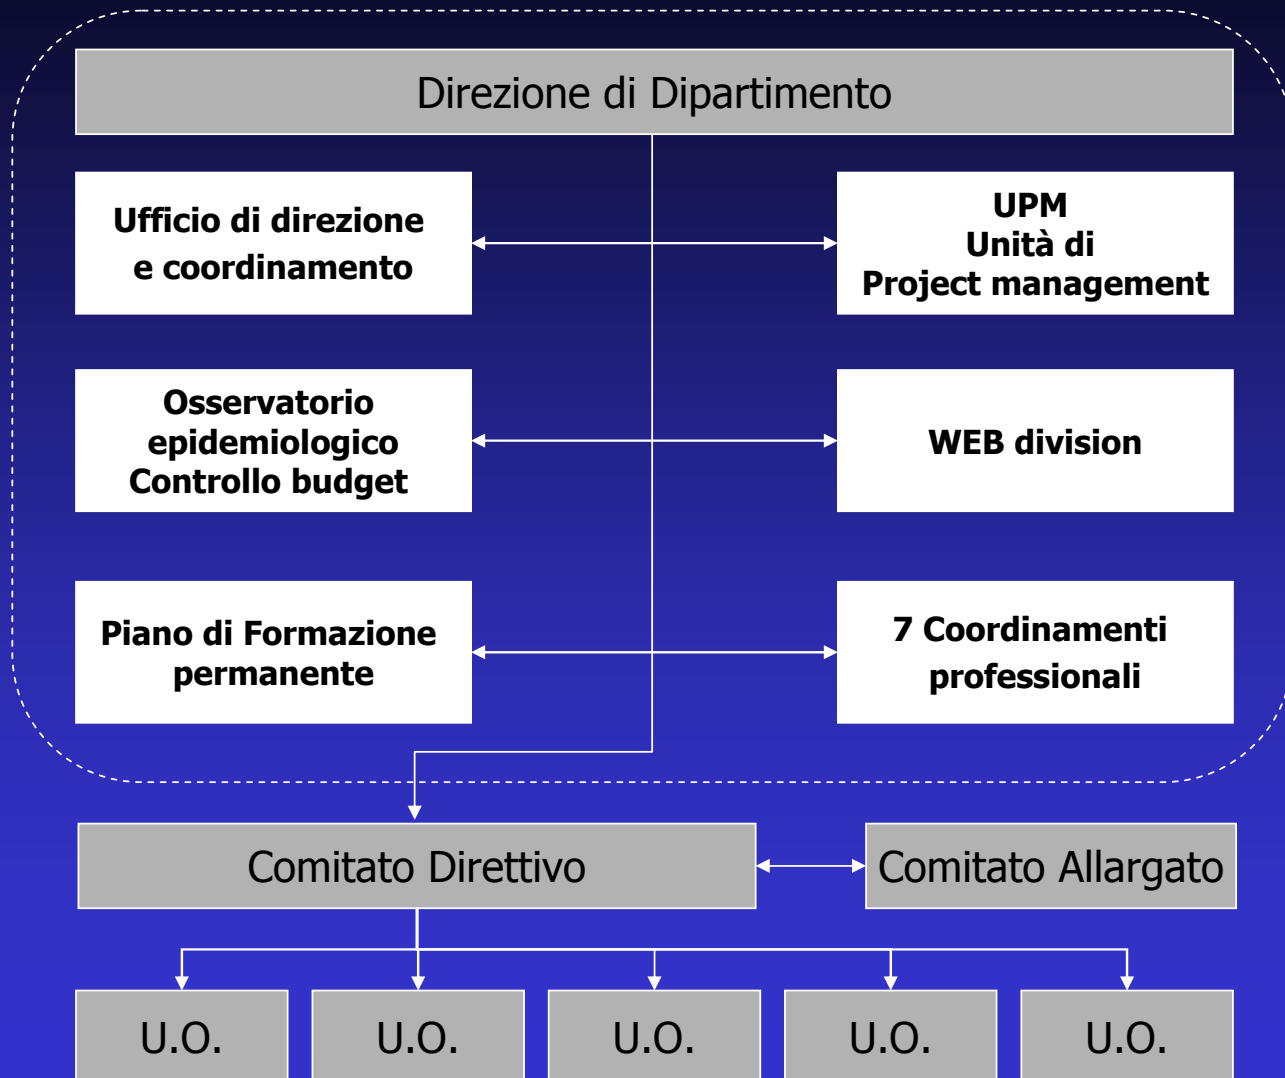 Direzione di Dipartimento
Ufficio di direzione
e coordinamento
UPM
Unità di
Project management
Osservatorio
epidemiologico
Controllo budget
WEB division
Piano di Formazione
permanente
7 Coordinamenti
professionali
Comitato Direttivo
Comitato Allargato
U.O.
U.O.
U.O.
U.O.
U.O.